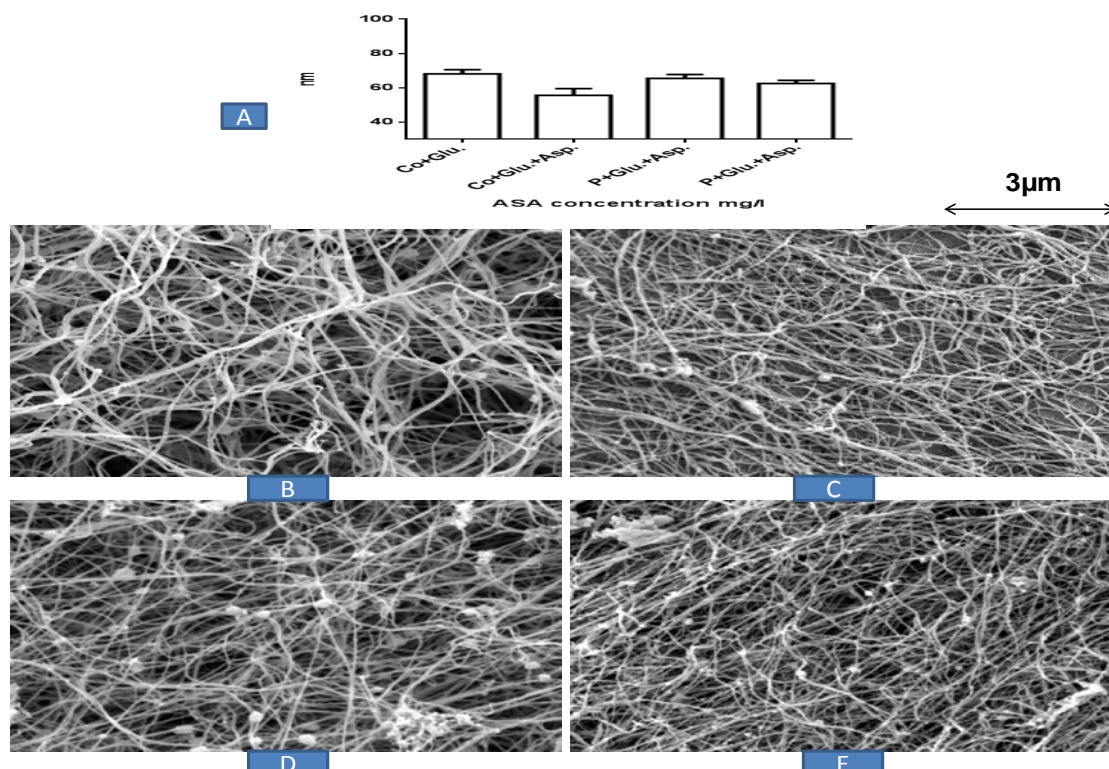 100
80
nm
60
A
40
Co+Glu.
Co+Glu.+Asp.
P+Glu.+Asp.
P+Glu.+Asp.
ASA concentration mg/l
3µm
B
C
D
E